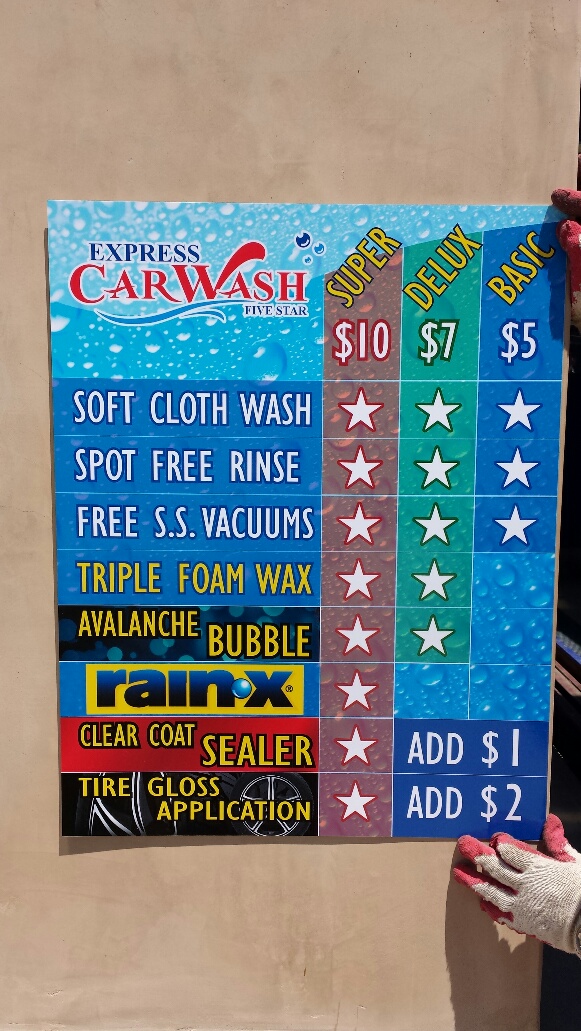 EXPRESS
CARWASH
FIVE STAR
SUPER DELUX BASIC
$10 $7 $5
SOFT CLOTH WASH
SPOT FREE RINSE
FREE S.S. VACUUMS
TRIPLE FOAM WAX
AVALANCHE BUBBLE
rain-x®
CLEAR COAT SEALER ADD $1
TIRE GLOSS
APPLICATION ADD $2